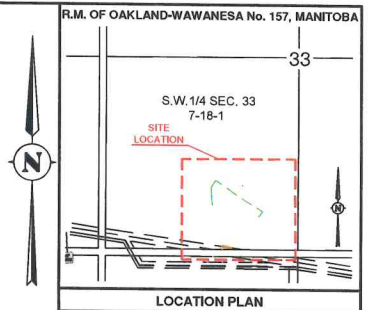 R.M. OF OAKLAND-WAWANESA No. 157, MANITOBA
33
S.W.1/4 SEC. 33
7-18-1
SITE
LOCATION
N
N
LOCATION PLAN